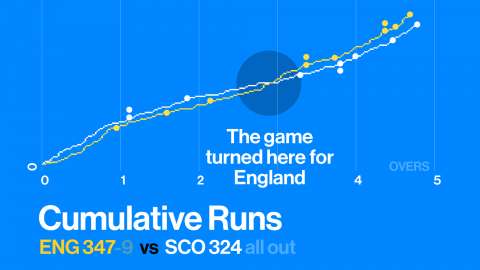 The game
turned here for
England
OVERS
0
0 1 2 4 5
Cumulative Runs
ENG 347-9 vs SCO 324 all out